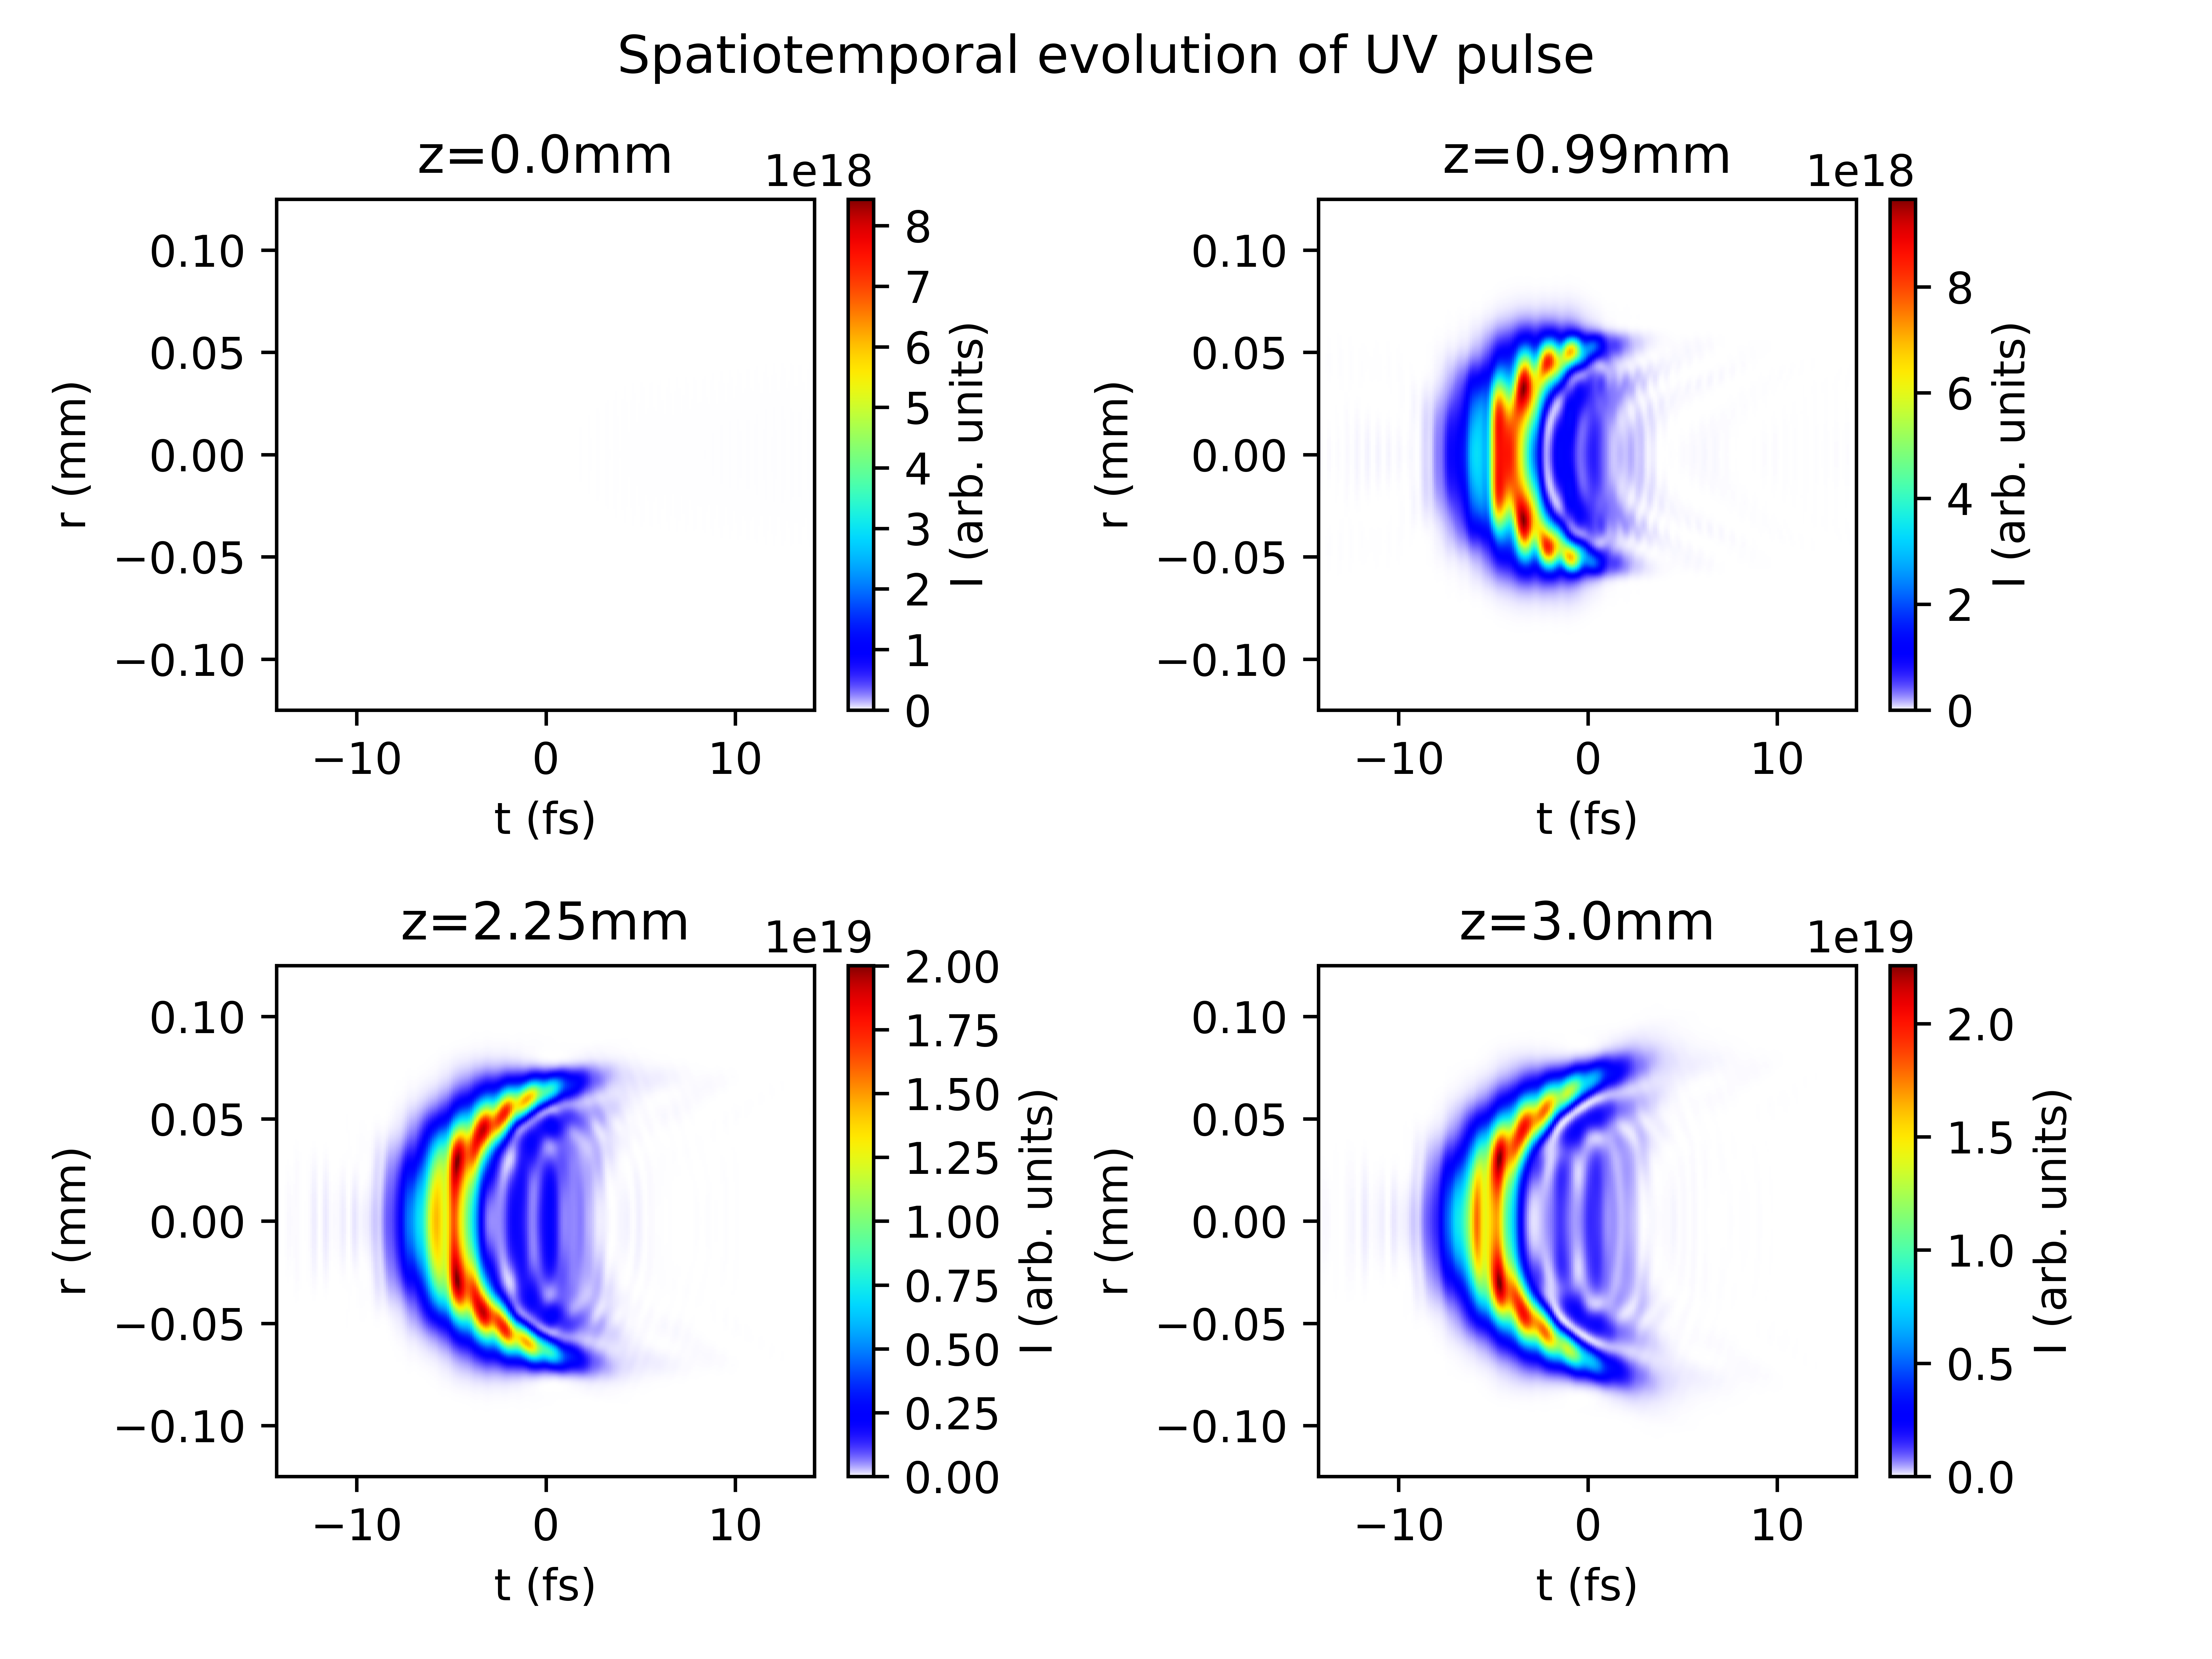 Spatiotemporal evolution of UV pulse
z=0.0mm
1e18
0.10
0.05
0.00
−0.05
−0.10
r (mm)
−10 0 10
t (fs)
8
7
6
5
4
3
2
1
0
I (arb. units)
z=0.99mm
1e18
0.10
0.05
0.00
−0.05
−0.10
r (mm)
−10 0 10
t (fs)
8
6
4
2
0
I (arb. units)
z=2.25mm
1e19
0.10
0.05
0.00
−0.05
−0.10
r (mm)
−10 0 10
t (fs)
2.00
1.75
1.50
1.25
1.00
0.75
0.50
0.25
0.00
I (arb. units)
z=3.0mm
1e19
0.10
0.05
0.00
−0.05
−0.10
r (mm)
−10 0 10
t (fs)
2.0
1.5
1.0
0.5
0.0
I (arb. units)